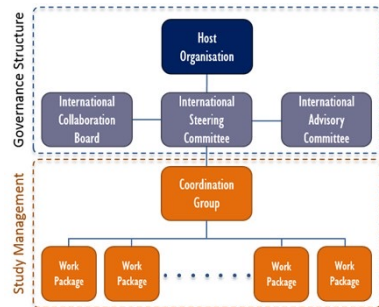 Governance Structure
Host
Organisation
International
Collaboration
Board
International
Steering
Committee
International
Advisory
Committee
Study Management
Coordination
Group
Work
Package
Work
Package
Work
Package
Work
Package